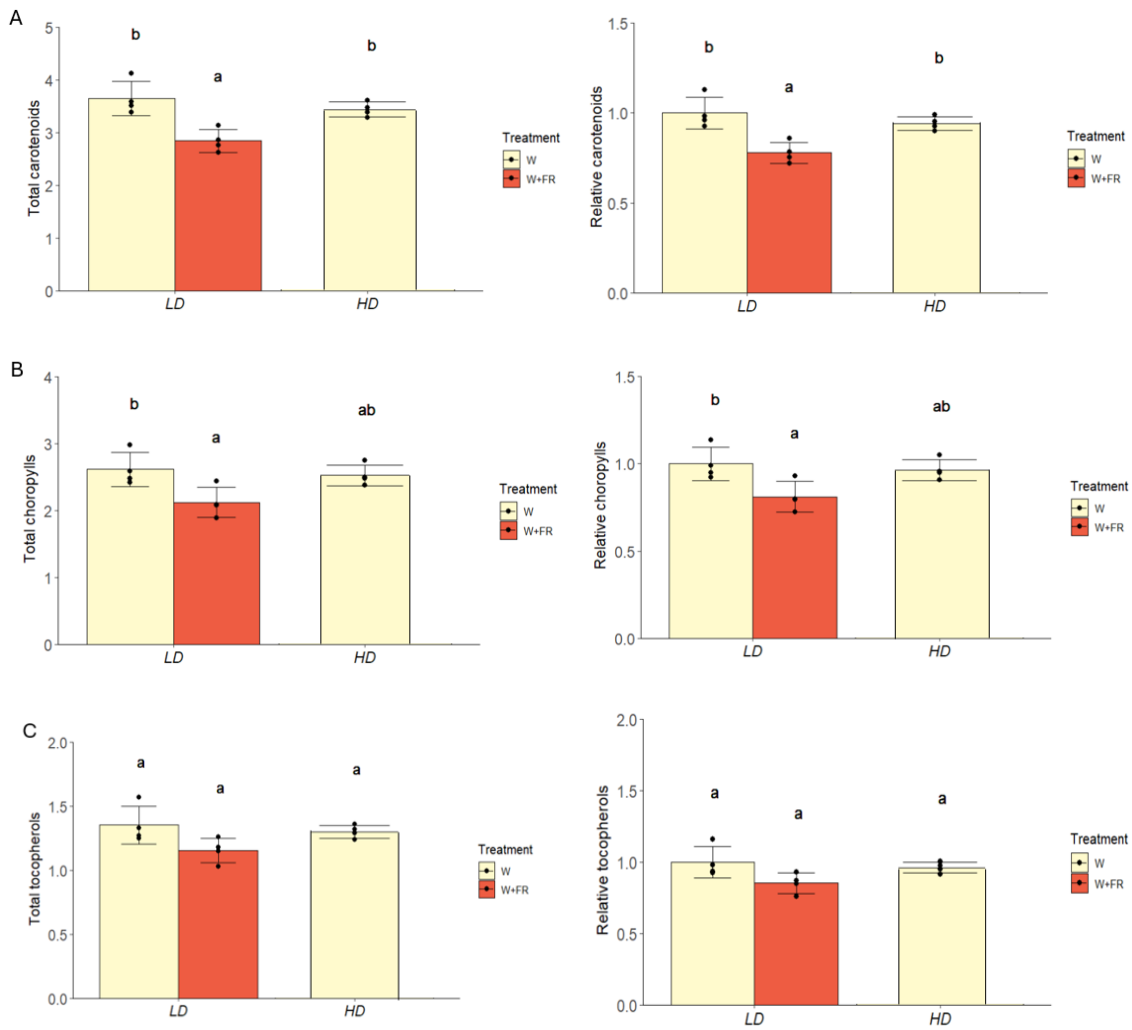 A
Total carotenoids
5
4
3
2
1
0
b
a
b
LD
HD
Treatment
W
W+FR
Relative carotenoids
1.5
1.0
0.5
0.0
b
a
b
LD
HD
Treatment
W
W+FR
B
Total choropylls
4
3
2
1
0
b
a
ab
LD
HD
Treatment
W
W+FR
Relative choropylls
1.5
1.0
0.5
0.0
b
a
ab
LD
HD
Treatment
W
W+FR
C
Total tocopherols
2.0
1.5
1.0
0.5
0.0
a
a
a
LD
HD
Treatment
W
W+FR
Relative tocopherols
2.0
1.5
1.0
0.5
0.0
a
a
a
LD
HD
Treatment
W
W+FR